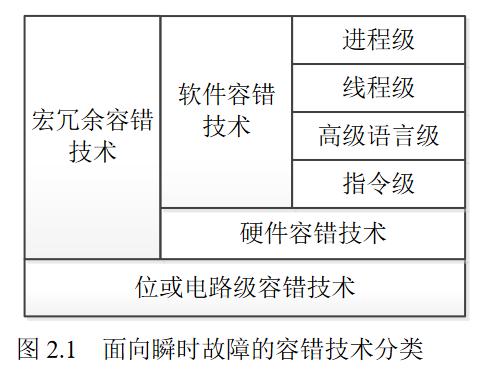 宏冗余容错
技术
软件容错
技术
进程级
线程级
高级语言级
指令级
硬件容错技术
位或电路级容错技术
图 2.1 面向瞬时故障的容错技术分类